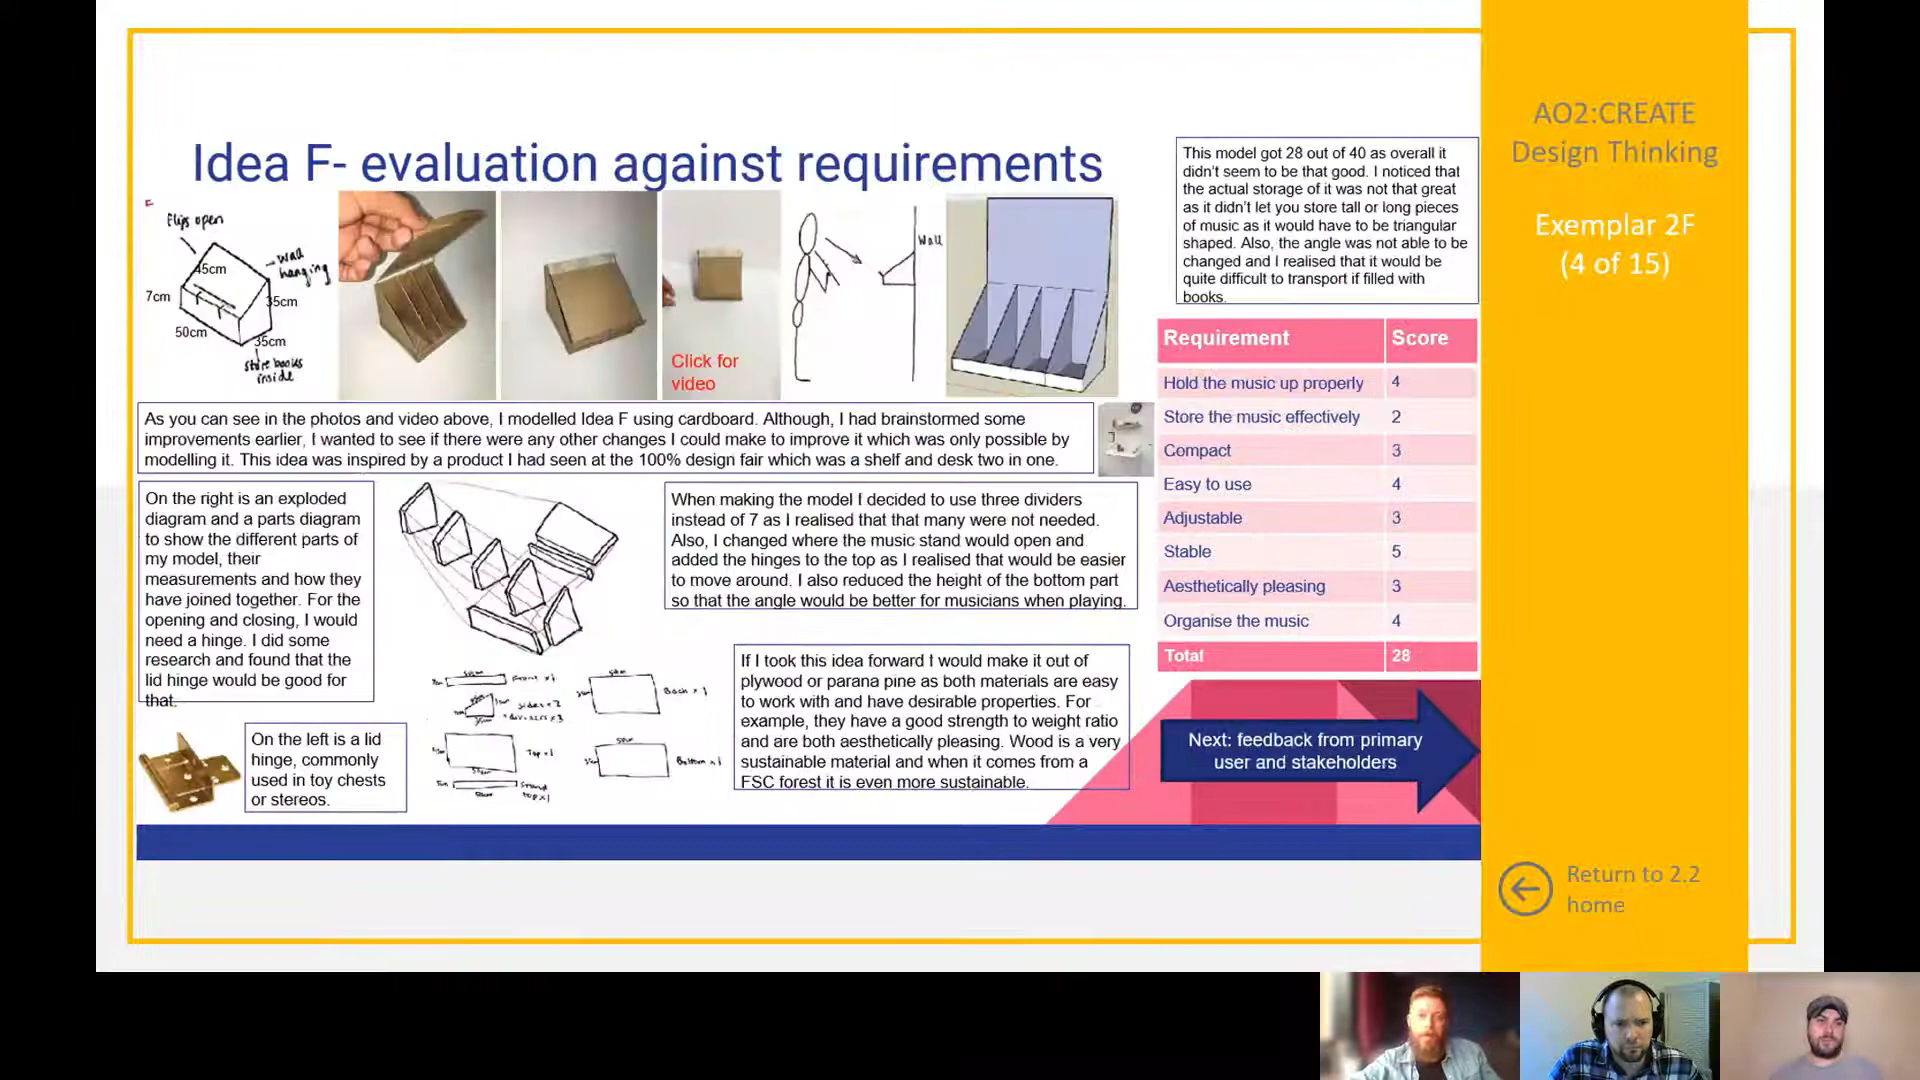 Idea F- evaluation against requirements
Flips open
wall
hanging
45cm
7cm
35cm
50cm
35cm
store books
inside
Click for
video
Wall
This model got 28 out of 40 as overall it
didn't seem to be that good. I noticed that
the actual storage of it was not that great
as it didn't let you store tall or long pieces
of music as it would have to be triangular
shaped. Also, the angle was not able to be
changed and I realised that it would be
quite difficult to transport if filled with
books.
As you can see in the photos and video above, I modelled Idea F using cardboard. Although, I had brainstormed some
improvements earlier, I wanted to see if there were any other changes I could make to improve it which was only possible by
modelling it. This idea was inspired by a product I had seen at the 100% design fair which was a shelf and desk two in one.
On the right is an exploded
diagram and a parts diagram
to show the different parts of
my model, their
measurements and how they
have joined together. For the
opening and closing, I would
need a hinge. I did some
research and found that the
lid hinge would be good for
that.
When making the model I decided to use three dividers
instead of 7 as I realised that that many were not needed.
Also, I changed where the music stand would open and
added the hinges to the top as I realised that would be easier
to move around. I also reduced the height of the bottom part
so that the angle would be better for musicians when playing.
Front x1
sides x2
dividers x3
Back x1
Top x1
Bottom x1
Stand
top x1
On the left is a lid
hinge, commonly
used in toy chests
or stereos.
If I took this idea forward I would make it out of
plywood or parana pine as both materials are easy
to work with and have desirable properties. For
example, they have a good strength to weight ratio
and are both aesthetically pleasing. Wood is a very
sustainable material and when it comes from a
FSC forest it is even more sustainable.
Requirement Score
Hold the music up properly 4
Store the music effectively 2
Compact 3
Easy to use 4
Adjustable 3
Stable 5
Aesthetically pleasing 3
Organise the music 4
Total 28
Next: feedback from primary
user and stakeholders
AO2:CREATE
Design Thinking
Exemplar 2F
(4 of 15)
Return to 2.2
home